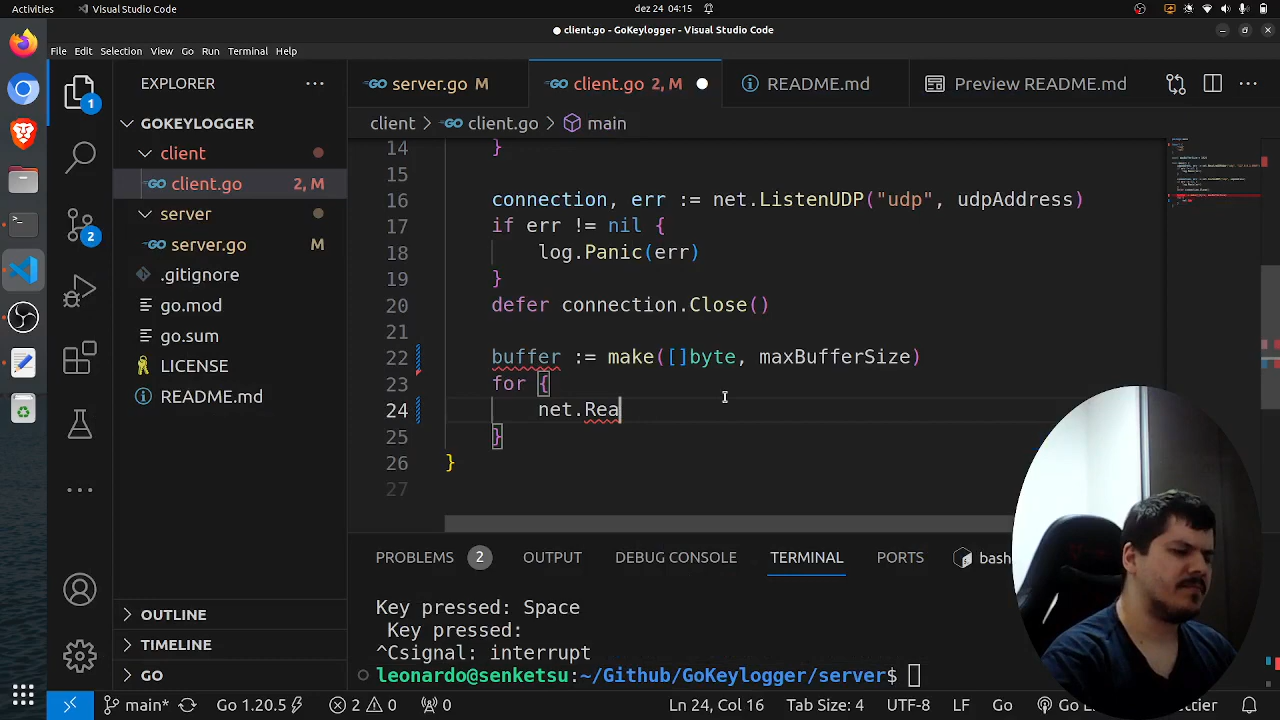 Activities
Visual Studio Code
dez 24 04:15
client.go - GoKeylogger - Visual Studio Code
File Edit Selection View Go Run Terminal Help
EXPLORER
server.go M
client.go 2, M
README.md
Preview README.md
GOKEYLOGGER
client
client.go 2, M
server
server.go M
.gitignore
go.mod
go.sum
LICENSE
README.md
OUTLINE
TIMELINE
GO
1
2
client > client.go > main
14 }
15
16 connection, err := net.ListenUDP("udp", udpAddress)
17 if err != nil {
18 log.Panic(err)
19 }
20 defer connection.Close()
21
22 buffer := make([]byte, maxBufferSize)
23 for {
24 net.Rea
25 }
26 }
27
PROBLEMS 2 OUTPUT DEBUG CONSOLE TERMINAL PORTS bash
Key pressed: Space
Key pressed:
^Csignal: interrupt
leonardo@senketsu:~/Github/GoKeylogger/server$
main* Go 1.20.5 2 0 0 Ln 24, Col 16 Tab Size: 4 UTF-8 LF Go